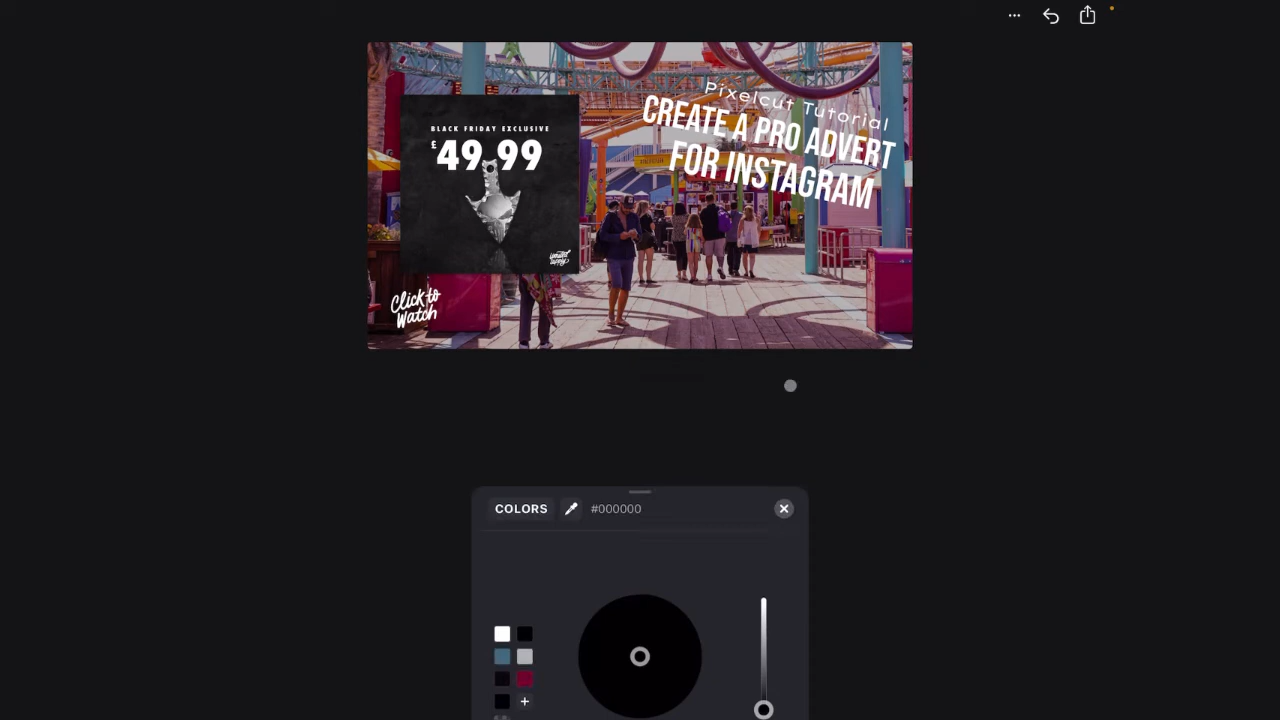 Pixelcut Tutorial
CREATE A PRO ADVERT
FOR INSTAGRAM
BLACK FRIDAY EXCLUSIVE
£49.99
Click to
Watch
COLORS
#000000